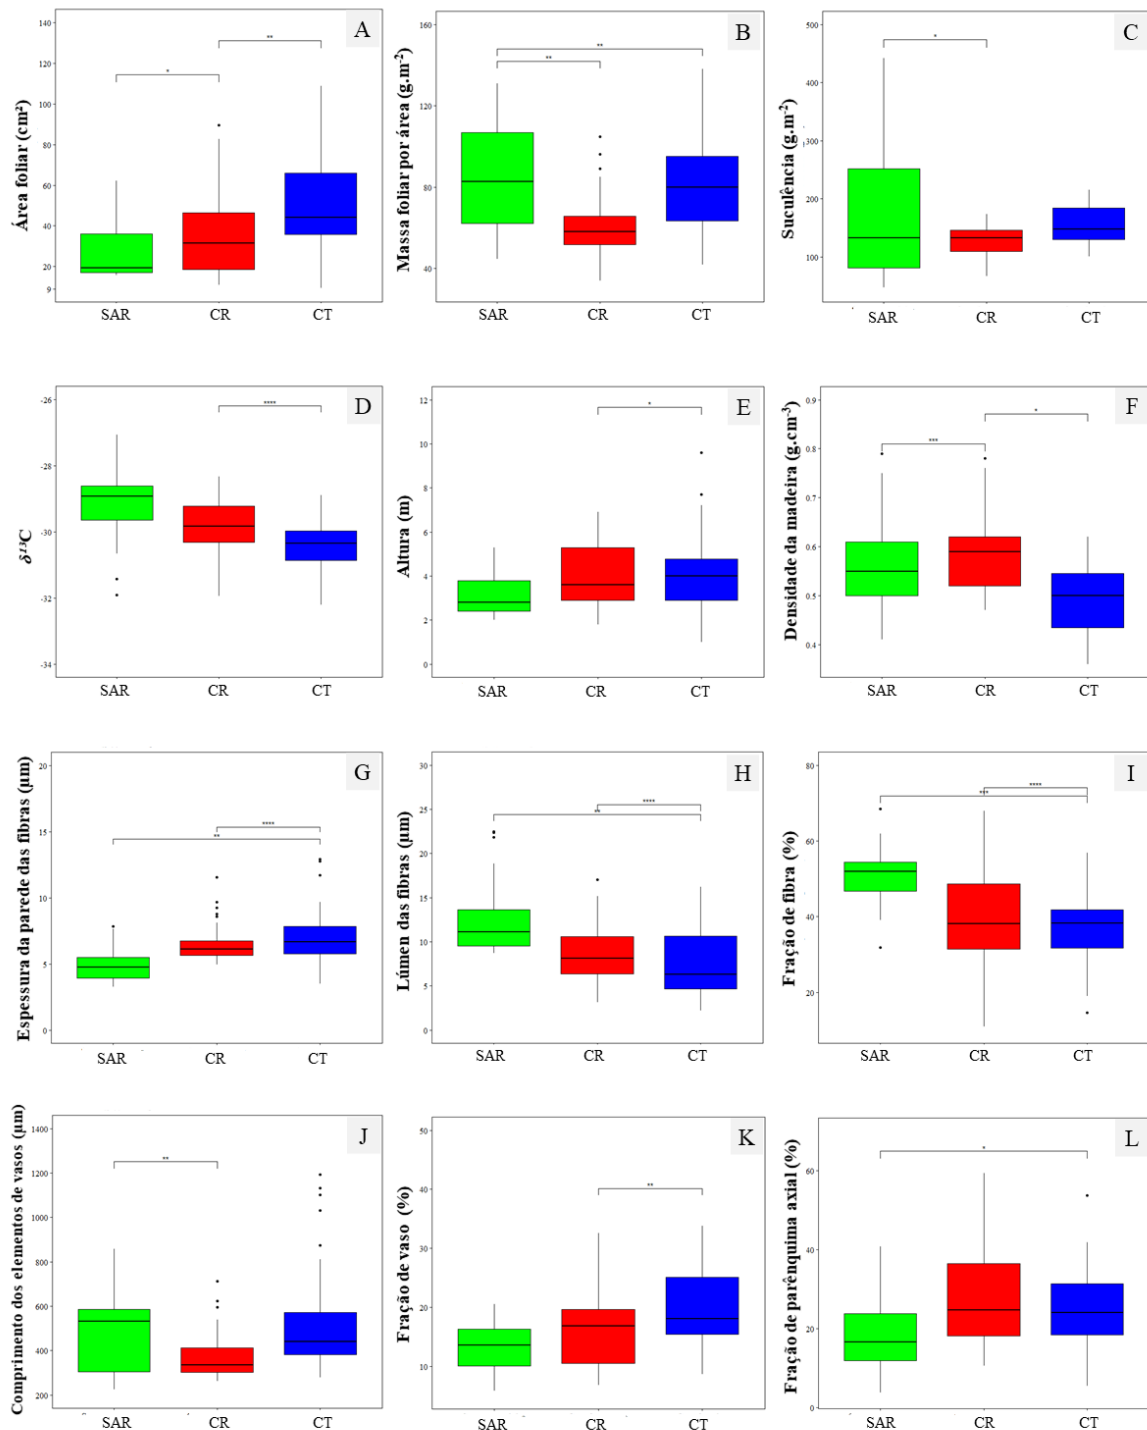 A
Área foliar (cm²)
140
120
100
80
60
40
20
9
*
**
SAR CR CT
B
Massa foliar por área (g.m-2)
160
120
80
40
**
**
SAR CR CT
C
Suculência (g.m-2)
500
400
300
200
100
*
SAR CR CT
D
δ¹³C
-26
-28
-30
-32
-34
****
SAR CR CT
E
Altura (m)
12
10
8
6
4
2
0
*
SAR CR CT
F
Densidade da madeira (g.cm-3)
0.9
0.8
0.7
0.6
0.5
0.4
***
*
SAR CR CT
G
Espessura da parede das fibras (µm)
20
15
10
5
0
****
**
SAR CR CT
H
Lúmen das fibras (µm)
30
25
20
15
10
5
0
****
**
SAR CR CT
I
Fração de fibra (%)
80
60
40
20
****
***
SAR CR CT
J
Comprimento dos elementos de vasos (µm)
1400
1200
1000
800
600
400
200
**
SAR CR CT
K
Fração de vaso (%)
50
40
30
20
10
**
SAR CR CT
L
Fração de parênquima axial (%)
60
40
20
0
*
SAR CR CT